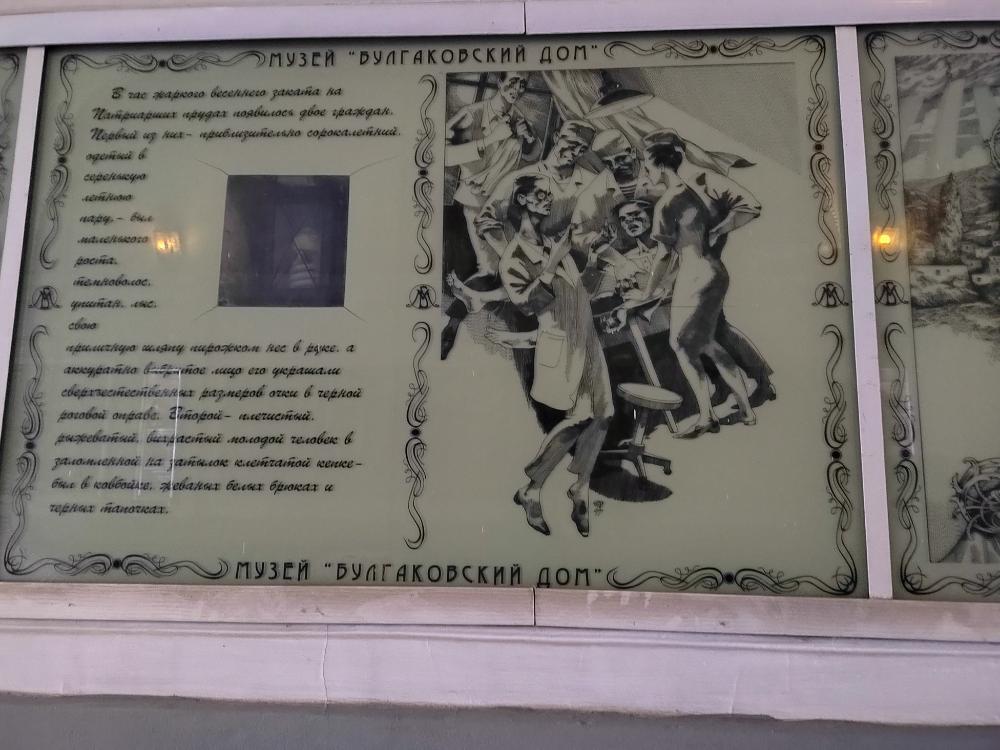 МУЗЕЙ "БУЛГАКОВСКИЙ ДОМ"
В час жаркого весеннего заката на
Патриарших прудах появилось двое граждан.
Первый из них- приблизительно сорокалетний.
одетый в
серенькую
летнюю
пару,- был
маленького
роста.
темноволос.
упитан. лыс.
свою
приличную шляпу пирожком нес в руке. а
аккуратно выбритое лицо его украшали
сверхъестественных размеров очки в черной
роговой оправе. Второй- плечистый.
рыжеватый. вихрастый молодой человек в
заломленной на затылок клетчатой кепке-
был в ковбойке. жеваных белых брюках и
черных тапочках.
МУЗЕЙ "БУЛГАКОВСКИЙ ДОМ"